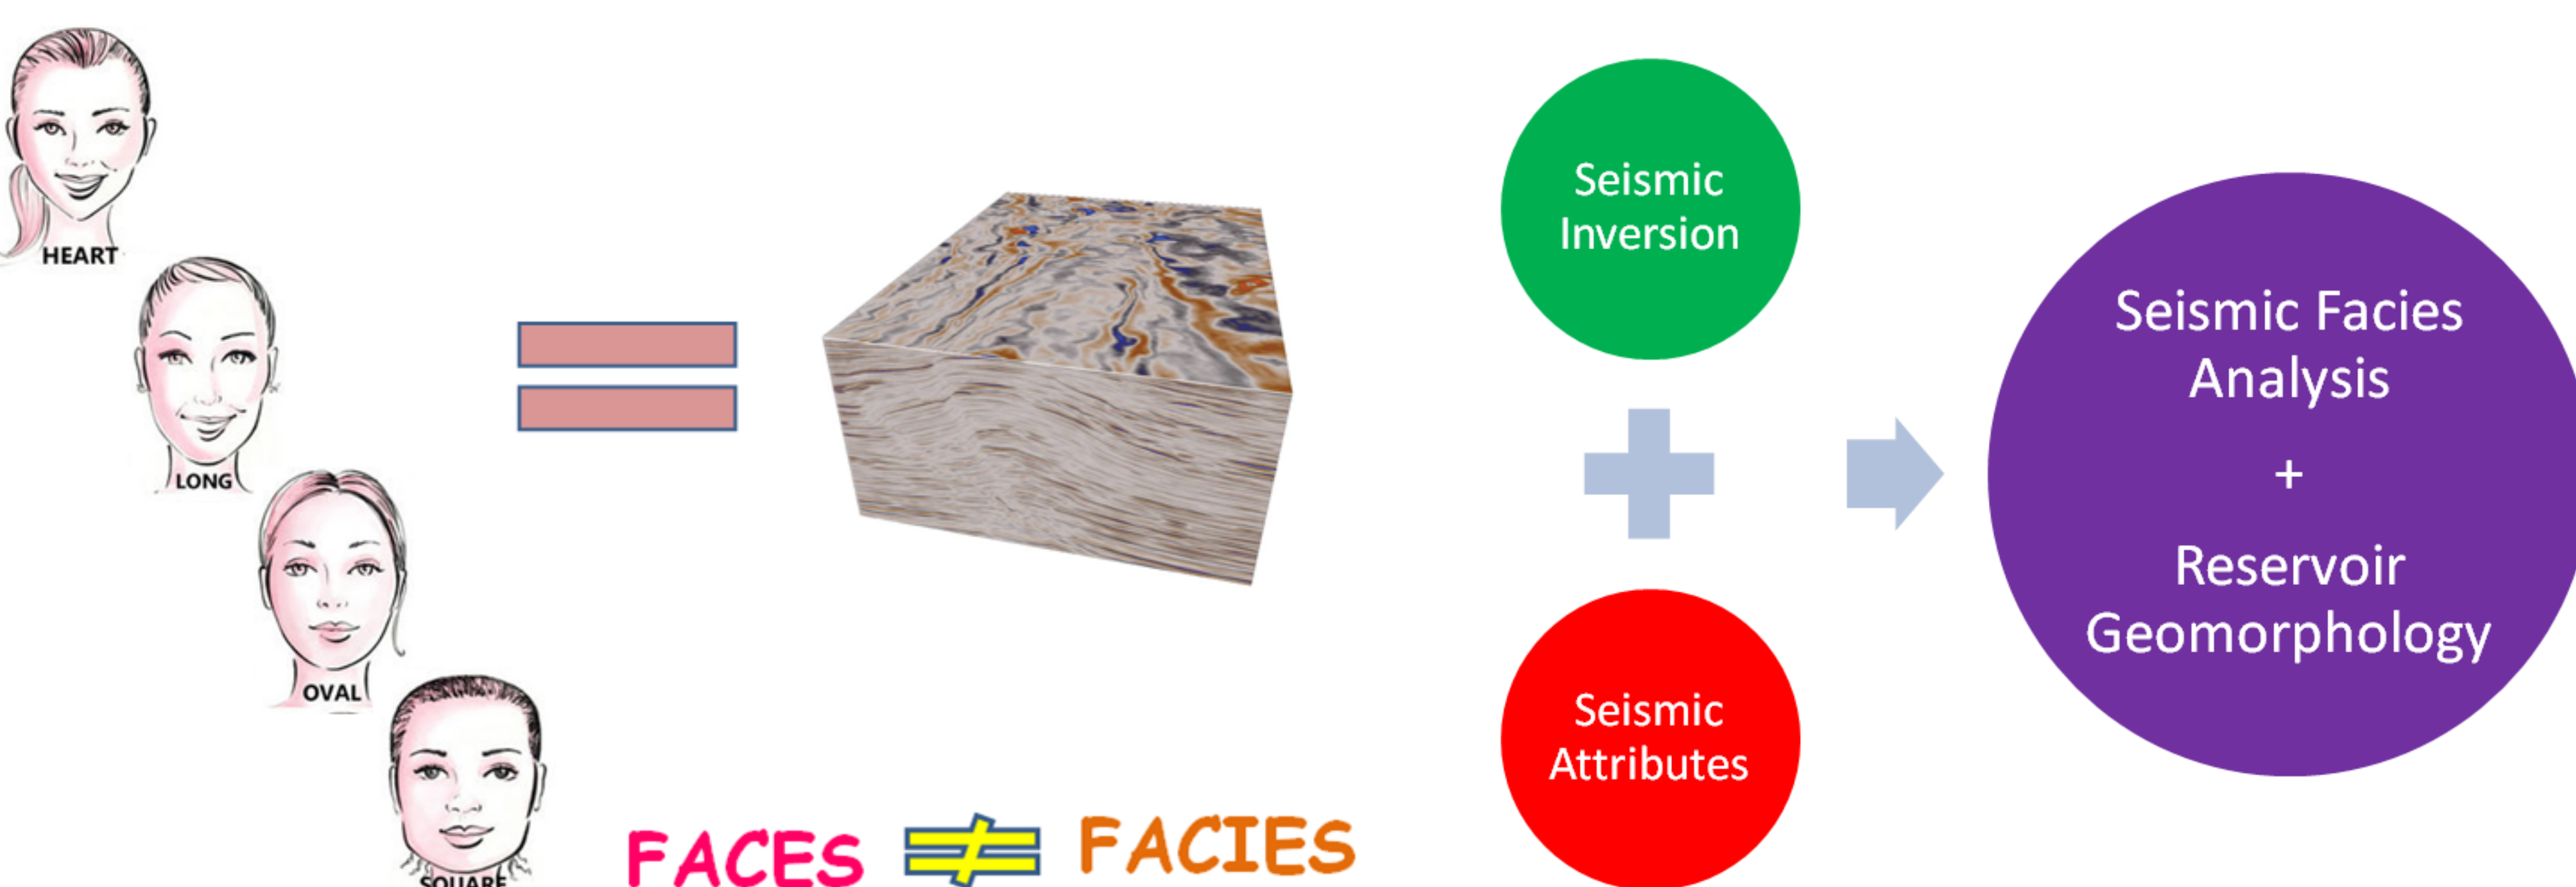 HEART
LONG
OVAL
SQUARE
FACES ≠ FACIES
Seismic
Inversion
Seismic
Attributes
Seismic Facies
Analysis
+
Reservoir
Geomorphology